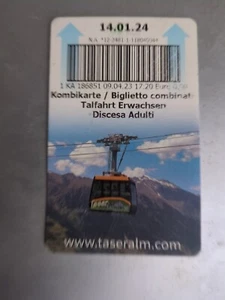 14.01.24
1 KA 186851 09.04.23 17:20
Kombikarte / Biglietto combinat
Talfahrt Erwachsen
Discesa Adulti
www.taseralm.com